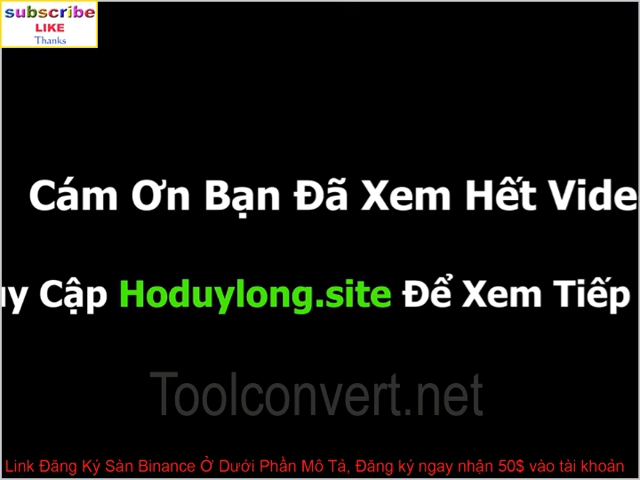 subscribe
LIKE
Thanks
Cám Ơn Bạn Đã Xem Hết Vide
uy Cập Hoduylong.site Để Xem Tiếp
Toolconvert.net
Link Đăng Ký Sàn Binance Ở Dưới Phần Mô Tả, Đăng ký ngay nhận 50$ vào tài khoản